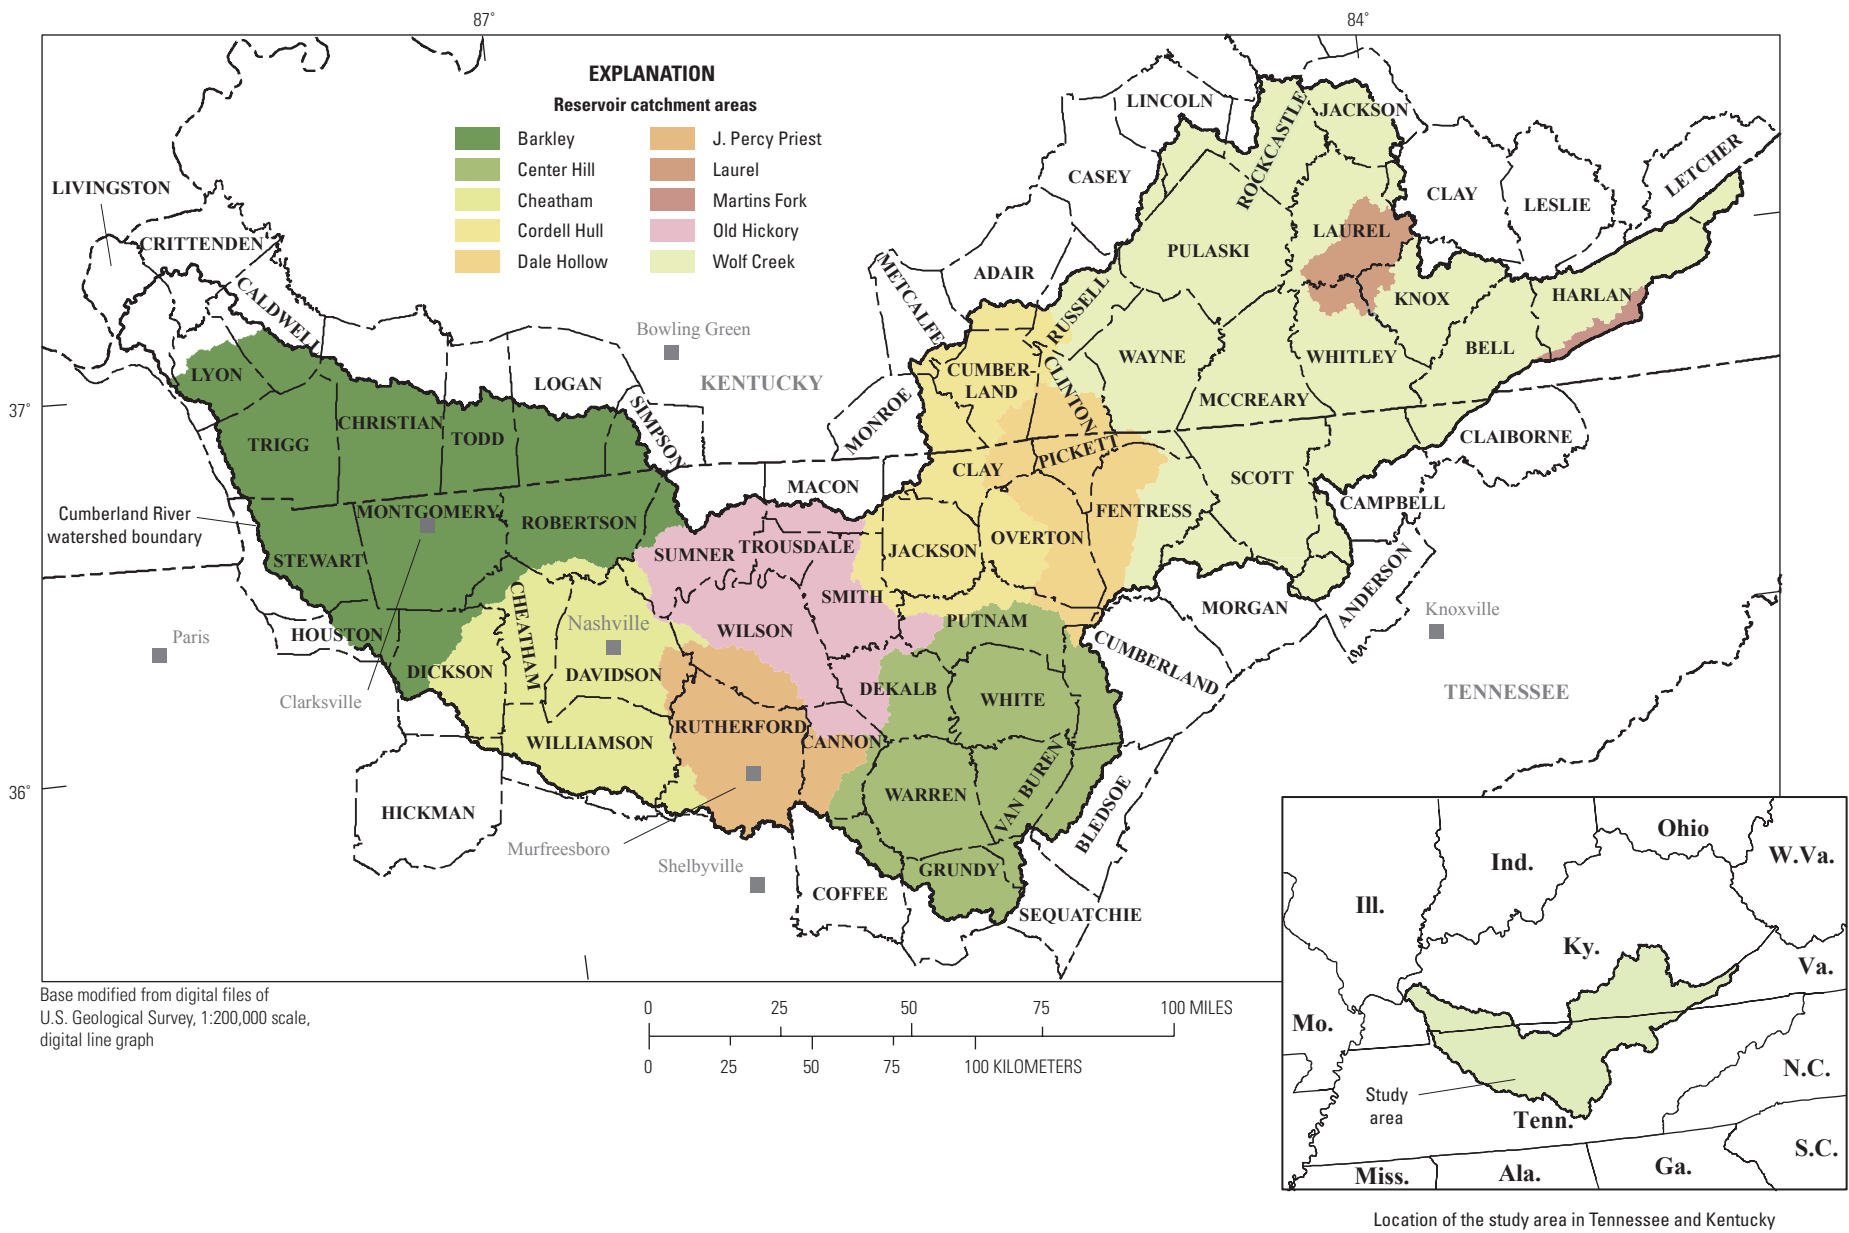 87°
84°
EXPLANATION
Reservoir catchment areas
Barkley
Center Hill
Cheatham
Cordell Hull
Dale Hollow
J. Percy Priest
Laurel
Martins Fork
Old Hickory
Wolf Creek
LINCOLN
ROCKCASTLE
JACKSON
CASEY
CLAY
LESLIE
LETCHER
LIVINGSTON
CRITTENDEN
CALDWELL
METCALFE
ADAIR
RUSSELL
PULASKI
LAUREL
KNOX
HARLAN
Bowling Green
KENTUCKY
LYON
LOGAN
SIMPSON
MONROE
CUMBER-
LAND
CLINTON
WAYNE
WHITLEY
BELL
MCCREARY
37°
TRIGG
CHRISTIAN
TODD
MACON
CLAY
PICKETT
SCOTT
CLAIBORNE
CAMPBELL
Cumberland River
watershed boundary
MONTGOMERY
ROBERTSON
SUMNER
TROUSDALE
JACKSON
OVERTON
FENTRESS
STEWART
SMITH
ANDERSON
MORGAN
Knoxville
Paris
HOUSTON
CHEATHAM
Nashville
WILSON
PUTNAM
CUMBERLAND
DICKSON
DAVIDSON
DEKALB
WHITE
TENNESSEE
Clarksville
WILLIAMSON
RUTHERFORD
CANNON
36°
HICKMAN
WARREN
VAN BUREN
BLEDSOE
Murfreesboro
Shelbyville
GRUNDY
COFFEE
SEQUATCHIE
Base modified from digital files of
U.S. Geological Survey, 1:200,000 scale,
digital line graph
0 25 50 75 100 MILES
0 25 50 75 100 KILOMETERS
Ohio
Ind.
W.Va.
Ill.
Ky.
Va.
Mo.
N.C.
Study
area
Tenn.
S.C.
Miss.
Ala.
Ga.
Location of the study area in Tennessee and Kentucky